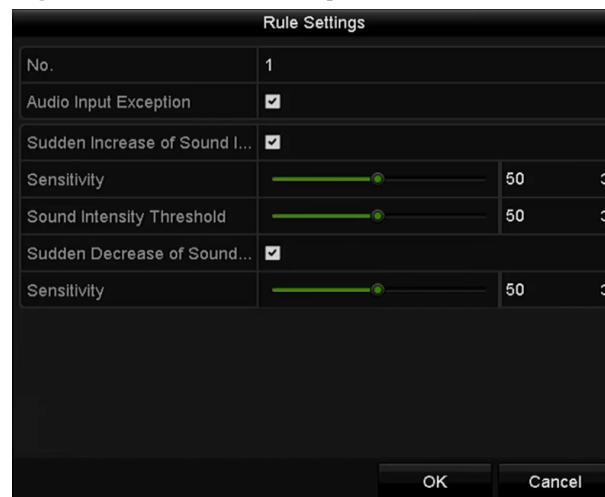 Rule Settings
No. 1
Audio Input Exception
Sudden Increase of Sound I...
Sensitivity 50
Sound Intensity Threshold 50
Sudden Decrease of Sound...
Sensitivity 50
OK Cancel